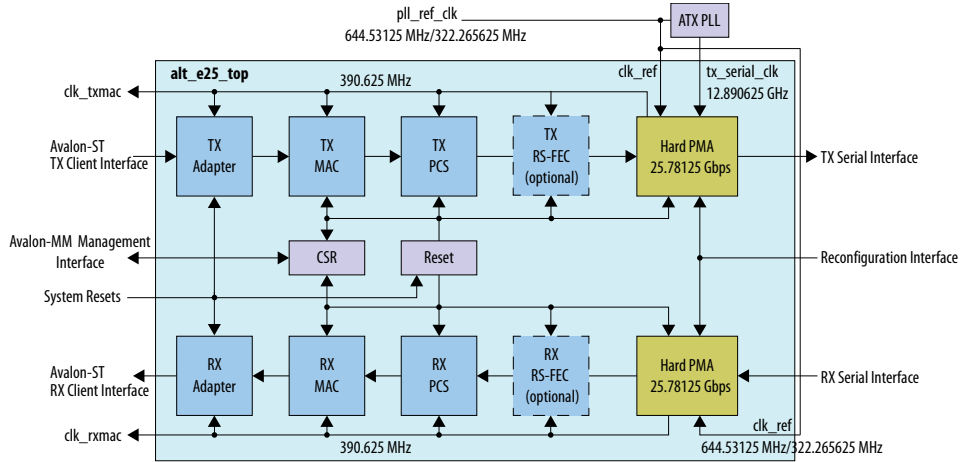 pll_ref_clk
ATX PLL
644.53125 MHz/322.265625 MHz
alt_e25_top
390.625 MHz
clk_ref
tx_serial_clk
12.890625 GHz
clk_txmac
Avalon-ST
TX Client Interface
TX
Adapter
TX
MAC
TX
PCS
TX
RS-FEC
(optional)
Hard PMA
25.78125 Gbps
TX Serial Interface
Avalon-MM Management
Interface
CSR
Reset
Reconfiguration Interface
System Resets
Avalon-ST
RX Client Interface
RX
Adapter
RX
MAC
RX
PCS
RX
RS-FEC
(optional)
Hard PMA
25.78125 Gbps
RX Serial Interface
clk_rxmac
390.625 MHz
clk_ref
644.53125 MHz/322.265625 MHz